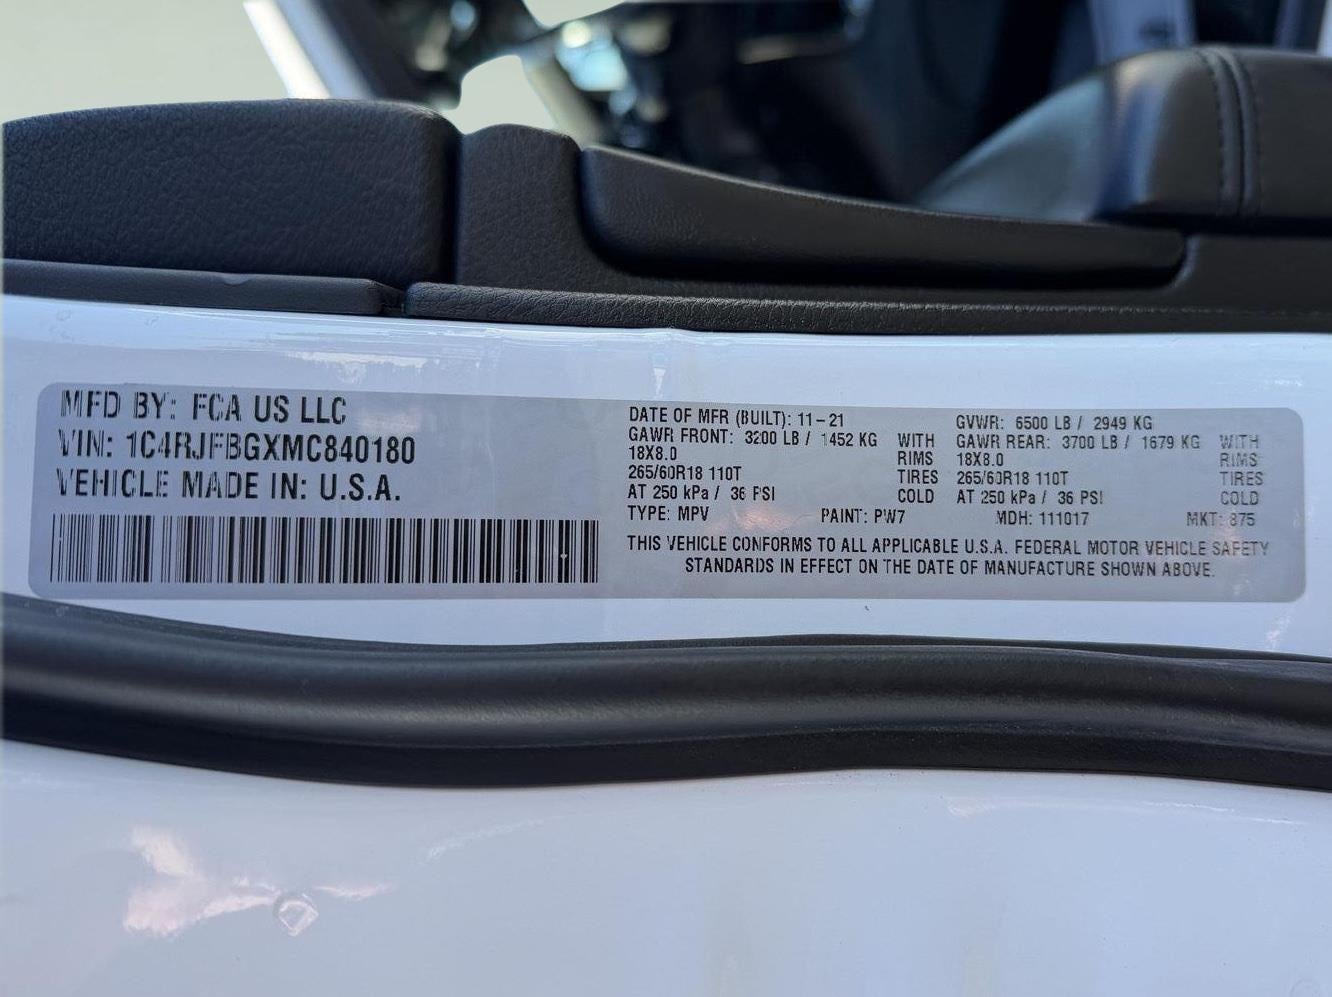 MFD BY: FCA US LLC
VIN: 1C4RJFBGXMC840180
VEHICLE MADE IN: U.S.A.
DATE OF MFR (BUILT): 11-21
GAWR FRONT: 3200 LB / 1452 KG WITH
18X8.0 RIMS
265/60R18 110T TIRES
AT 250 kPa / 36 PSI COLD
TYPE: MPV
GVWR: 6500 LB / 2949 KG
GAWR REAR: 3700 LB / 1679 KG WITH
18X8.0 RIMS
265/60R18 110T TIRES
AT 250 kPa / 36 PSI COLD
PAINT: PW7 MDH: 111017 MKT: 875
THIS VEHICLE CONFORMS TO ALL APPLICABLE U.S.A. FEDERAL MOTOR VEHICLE SAFETY
STANDARDS IN EFFECT ON THE DATE OF MANUFACTURE SHOWN ABOVE.